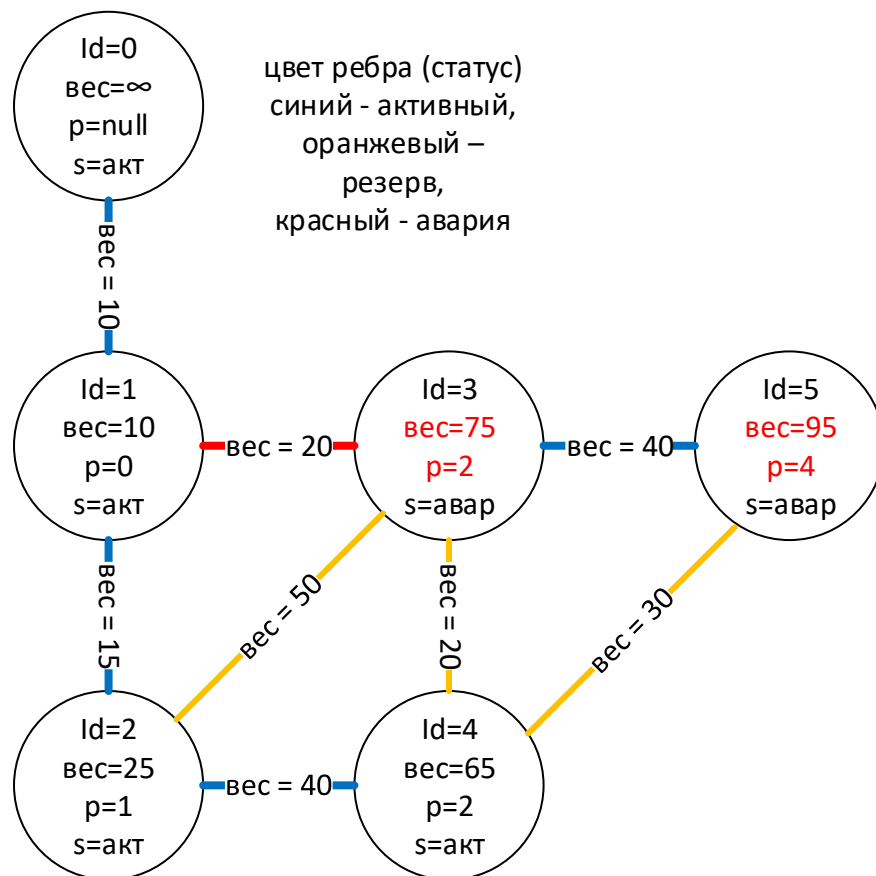 Id=0
вес=∞
p=null
s=акт
цвет ребра (статус)
синий - активный,
оранжевый –
резерв,
красный - авария
вес = 10
Id=1
вес=10
p=0
s=акт
вес = 20
Id=3
вес=75
p=2
s=авар
вес = 40
Id=5
вес=95
p=4
s=авар
вес = 15
вес = 50
вес = 20
вес = 30
Id=2
вес=25
p=1
s=акт
вес = 40
Id=4
вес=65
p=2
s=акт